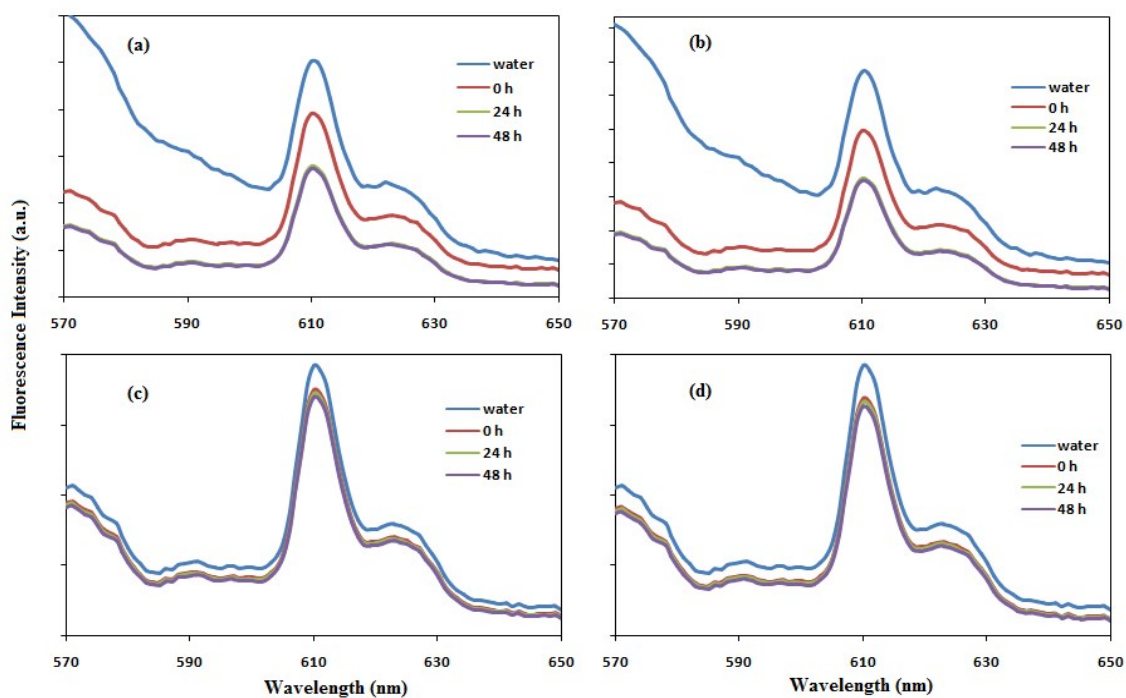 (a)
water
0 h
24 h
48 h
570 590 610 630 650
(b)
water
0 h
24 h
48 h
570 590 610 630 650
Fluorescence Intensity (a.u.)
(c)
water
0 h
24 h
48 h
570 590 610 630 650
Wavelength (nm)
(d)
water
0 h
24 h
48 h
570 590 610 630 650
Wavelength (nm)